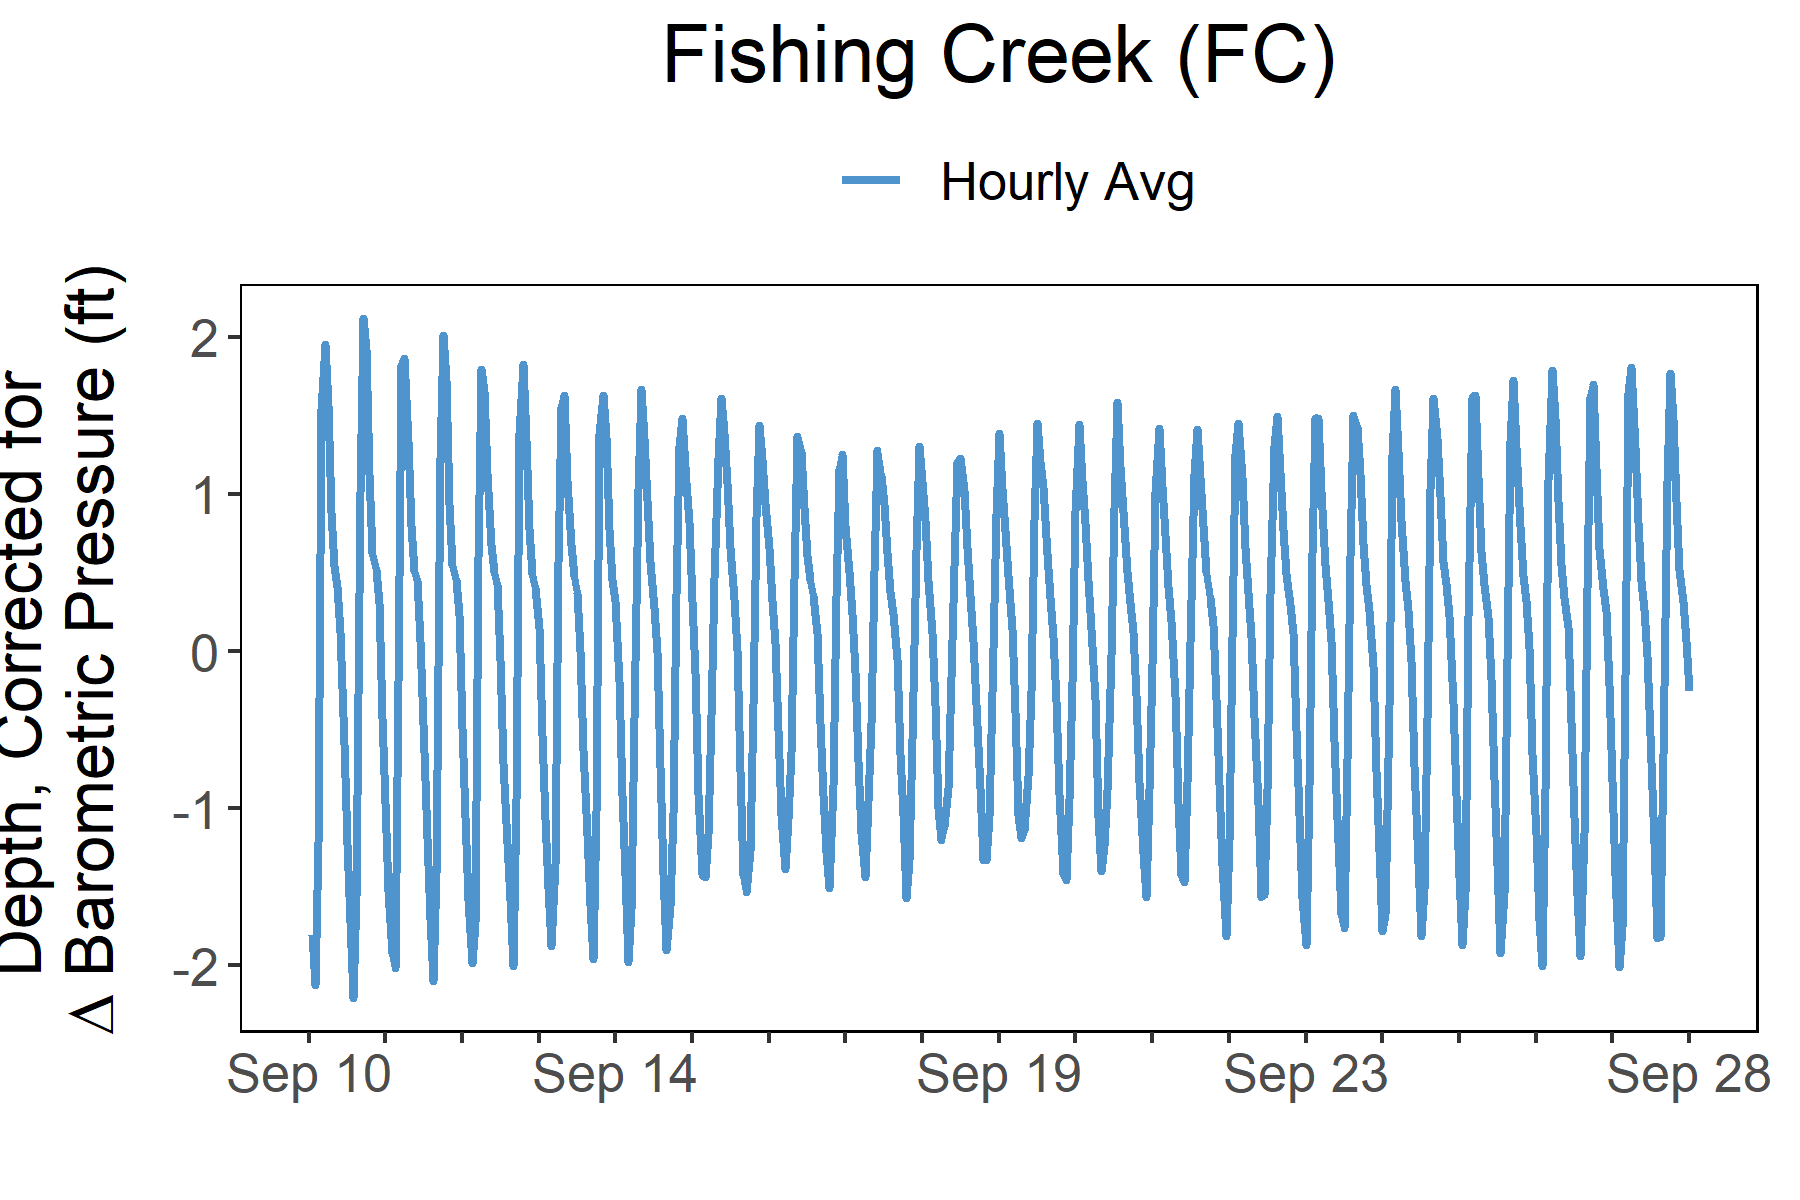 Fishing Creek (FC)
Hourly Avg
Depth, Corrected for
Δ Barometric Pressure (ft)
2
1
0
-1
-2
Sep 10
Sep 14
Sep 19
Sep 23
Sep 28